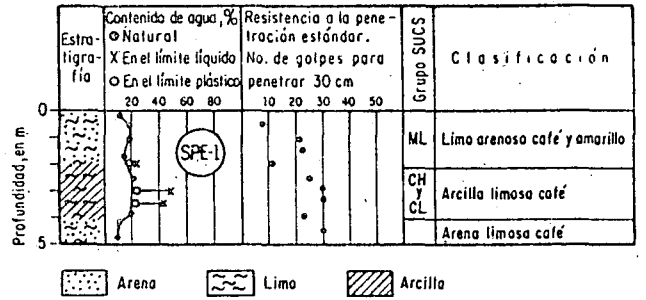 Estra-
tigra-
fía
Contenido de agua, %
Natural
X En el límite líquido
En el límite plástico
20 40 60 80
Resistencia a la pene-
tración estándar.
No. de golpes para
penetrar 30 cm
10 20 30 40 50
Grupo SUCS
Clasificación
Profundidad, en m
0
5
SPE-1
ML
Limo arenoso café y amarillo
CH
y
CL
Arcilla limosa café
Arena limosa café
Arena
Limo
Arcilla